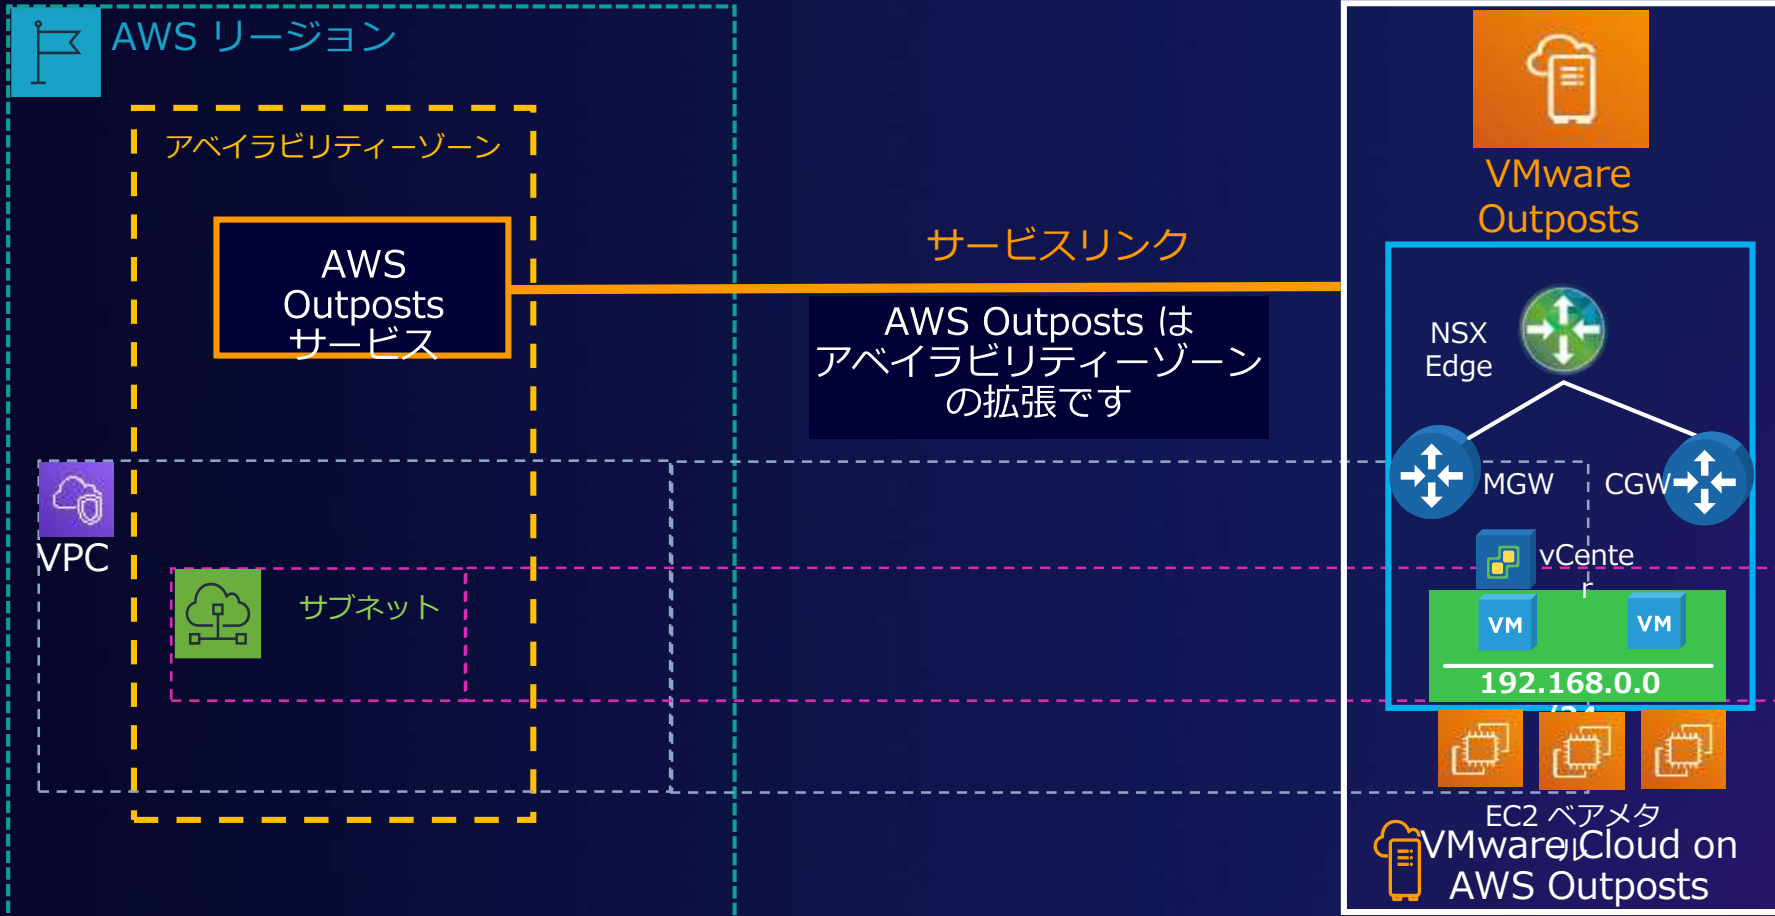 AWS リージョン
アベイラビリティーゾーン
AWS
Outposts
サービス
サービスリンク
AWS Outposts は
アベイラビリティーゾーン
の拡張です
VPC
サブネット
VMware
Outposts
NSX
Edge
MGW
CGW
vCente
r
VM
VM
192.168.0.0
/24
EC2 ベアメタ
ル
VMware Cloud on
AWS Outposts